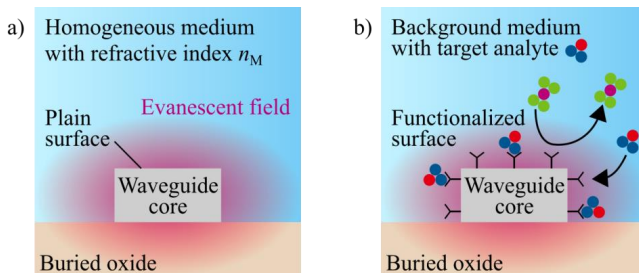 a)
Homogeneous medium
with refractive index nM
Evanescent field
Plain
surface
Waveguide
core
Buried oxide
b)
Background medium
with target analyte
Functionalized
surface
Waveguide
core
Buried oxide